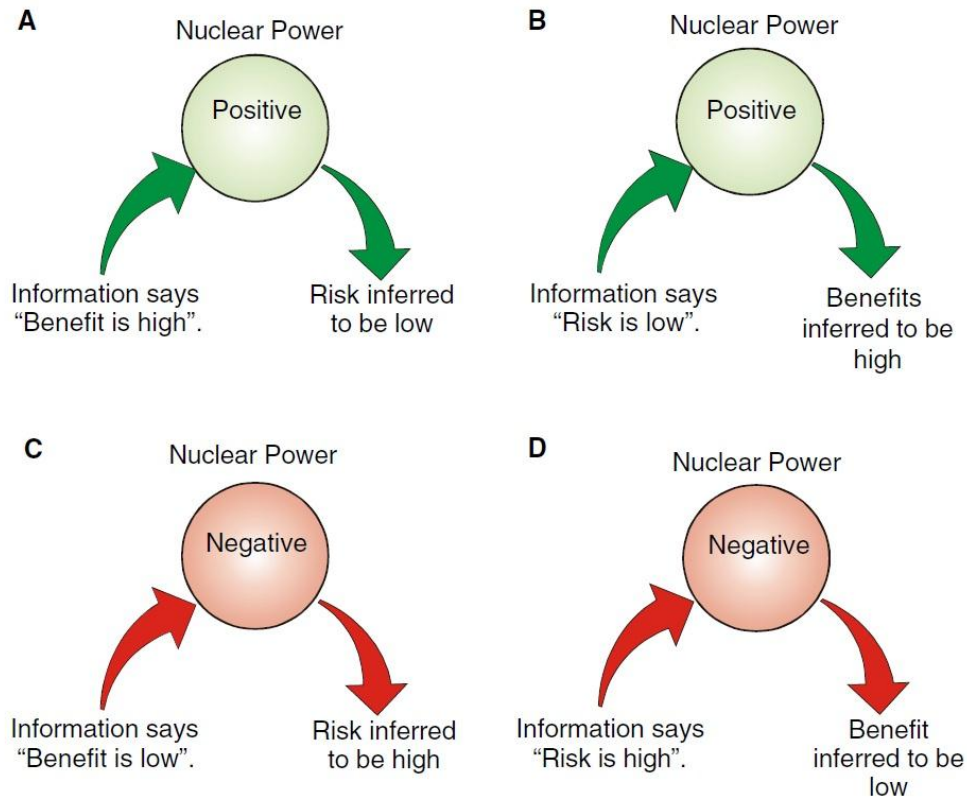 A
Nuclear Power
Positive
Information says
“Benefit is high”.
Risk inferred
to be low
B
Nuclear Power
Positive
Information says
“Risk is low”.
Benefits
inferred to be
high
C
Nuclear Power
Negative
Information says
“Benefit is low”.
Risk inferred
to be high
D
Nuclear Power
Negative
Information says
“Risk is high”.
Benefit
inferred to be
low